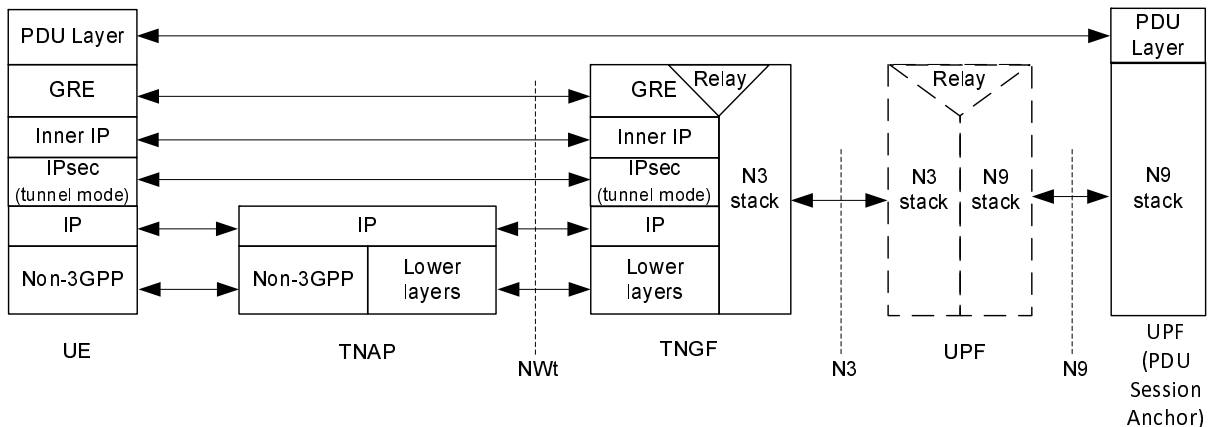 PDU Layer
GRE
Inner IP
IPsec
(tunnel mode)
IP
Non-3GPP
UE
IP
Non-3GPP
Lower
layers
TNAP
NWt
GRE
Relay
Inner IP
IPsec
(tunnel mode)
IP
Lower
layers
N3
stack
TNGF
N3
Relay
N3
stack
N9
stack
UPF
N9
PDU
Layer
N9
stack
UPF
(PDU
Session
Anchor)